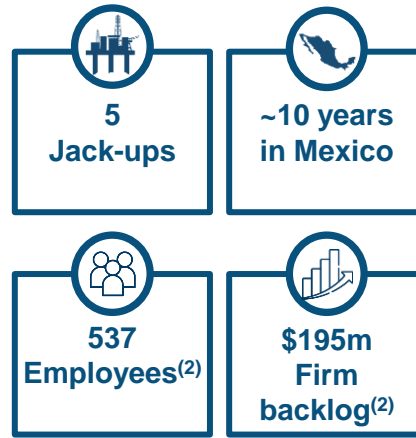 5
Jack-ups
~10 years
in Mexico
537
Employees(2)
$195m
Firm
backlog(2)